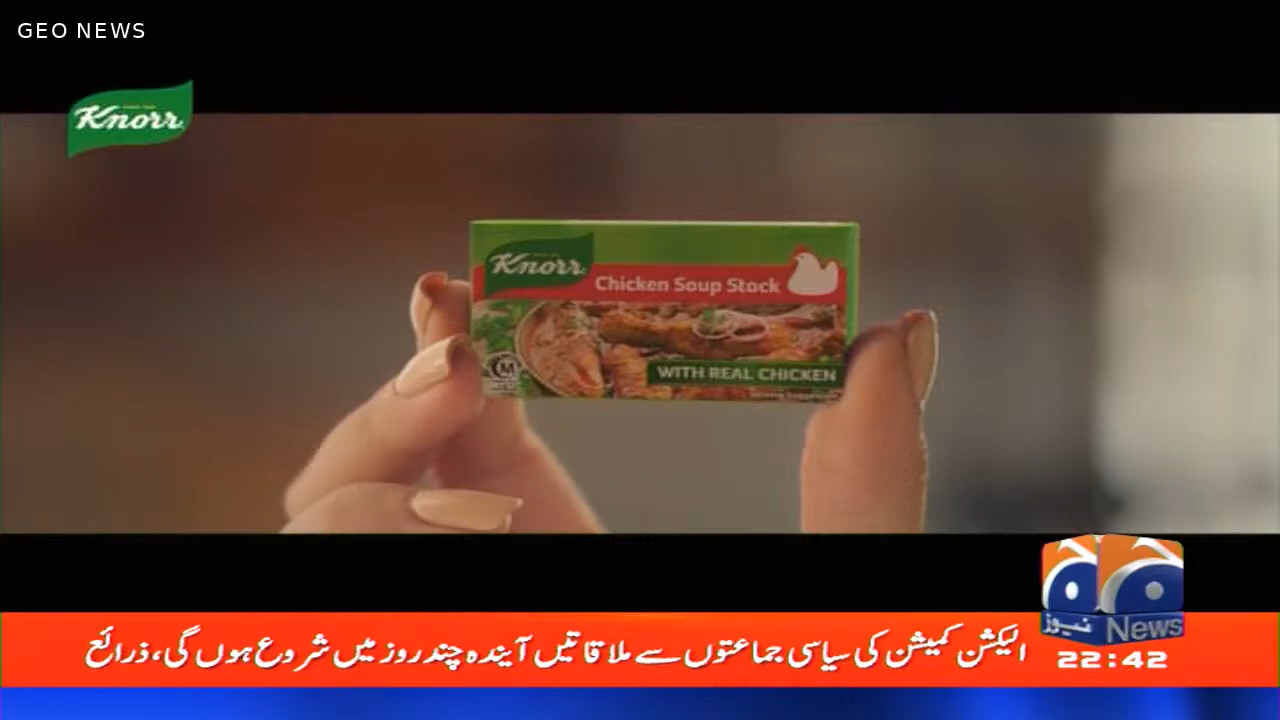 GEO NEWS
Knorr
Knorr
Chicken Soup Stock
WITH REAL CHICKEN
M
نیوز News
الیکشن کمیشن کی سیاسی جماعتوں سے ملاقاتیں آیندہ چند روز میں شروع ہوں گی، ذرائع
22:42